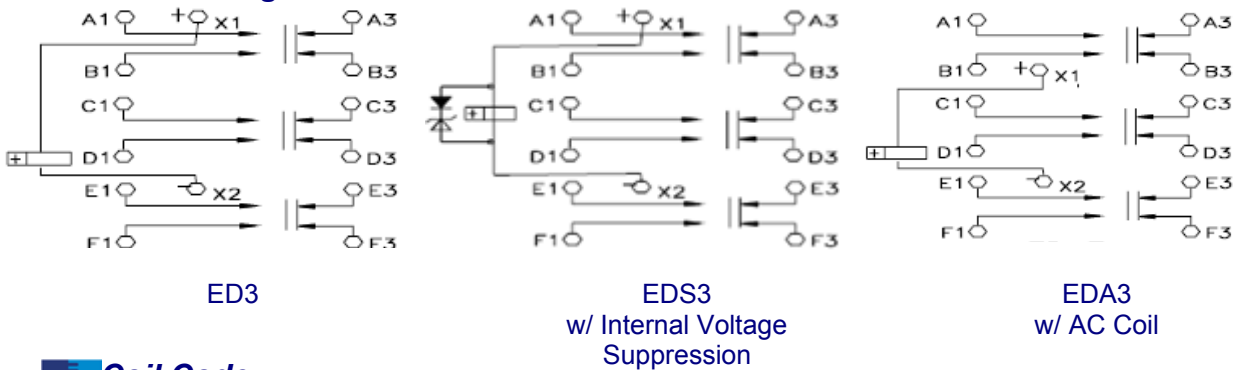 A1 + X1 A3
B1 B3
C1 C3
+ D1 D3
E1 - X2 E3
F1 F3
A1 + X1 A3
B1 B3
+ C1 C3
D1 D3
E1 - X2 E3
F1 F3
A1 A3
B1 + X1 B3
C1 C3
+ D1 D3
E1 - X2 E3
F1 F3
ED3
EDS3
w/ Internal Voltage
Suppression
EDA3
w/ AC Coil
Coil Code